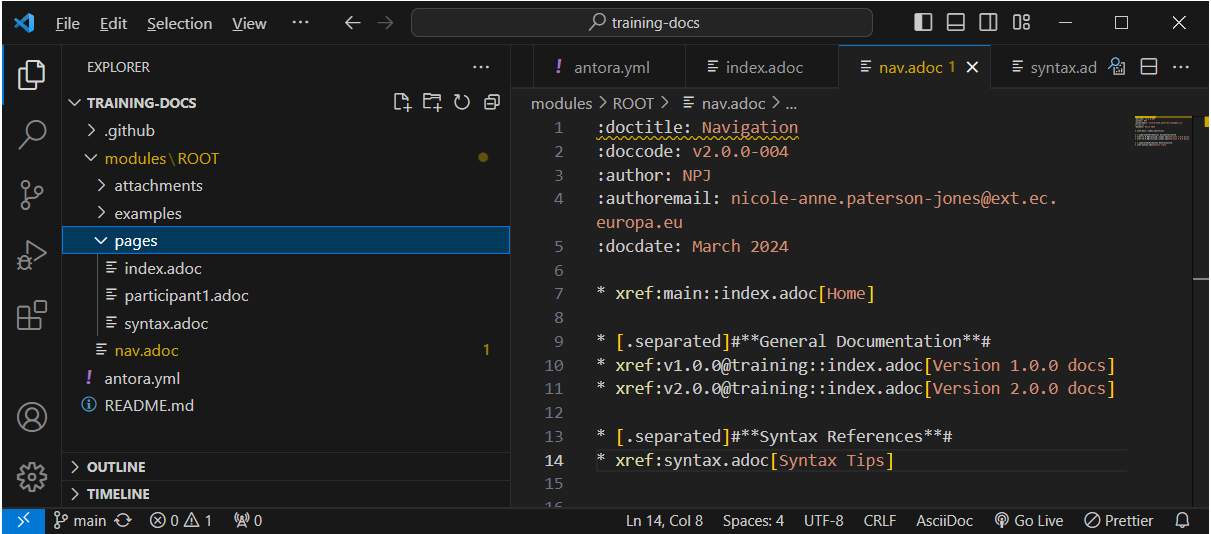 File Edit Selection View ··· training-docs
EXPLORER ···
TRAINING-DOCS
.github
modules\ROOT
attachments
examples
pages
index.adoc
participant1.adoc
syntax.adoc
nav.adoc 1
antora.yml
README.md
OUTLINE
TIMELINE
! antora.yml index.adoc nav.adoc 1 syntax.ad ···
modules > ROOT > nav.adoc > ...
1 :doctitle: Navigation
2 :doccode: v2.0.0-004
3 :author: NPJ
4 :authoremail: nicole-anne.paterson-jones@ext.ec.
europa.eu
5 :docdate: March 2024
6
7 * xref:main::index.adoc[Home]
8
9 * [.separated]#**General Documentation**#
10 * xref:v1.0.0@training::index.adoc[Version 1.0.0 docs]
11 * xref:v2.0.0@training::index.adoc[Version 2.0.0 docs]
12
13 * [.separated]#**Syntax References**#
14 * xref:syntax.adoc[Syntax Tips]
15
16
main 0 1 0 Ln 14, Col 8 Spaces: 4 UTF-8 CRLF AsciiDoc Go Live Prettier